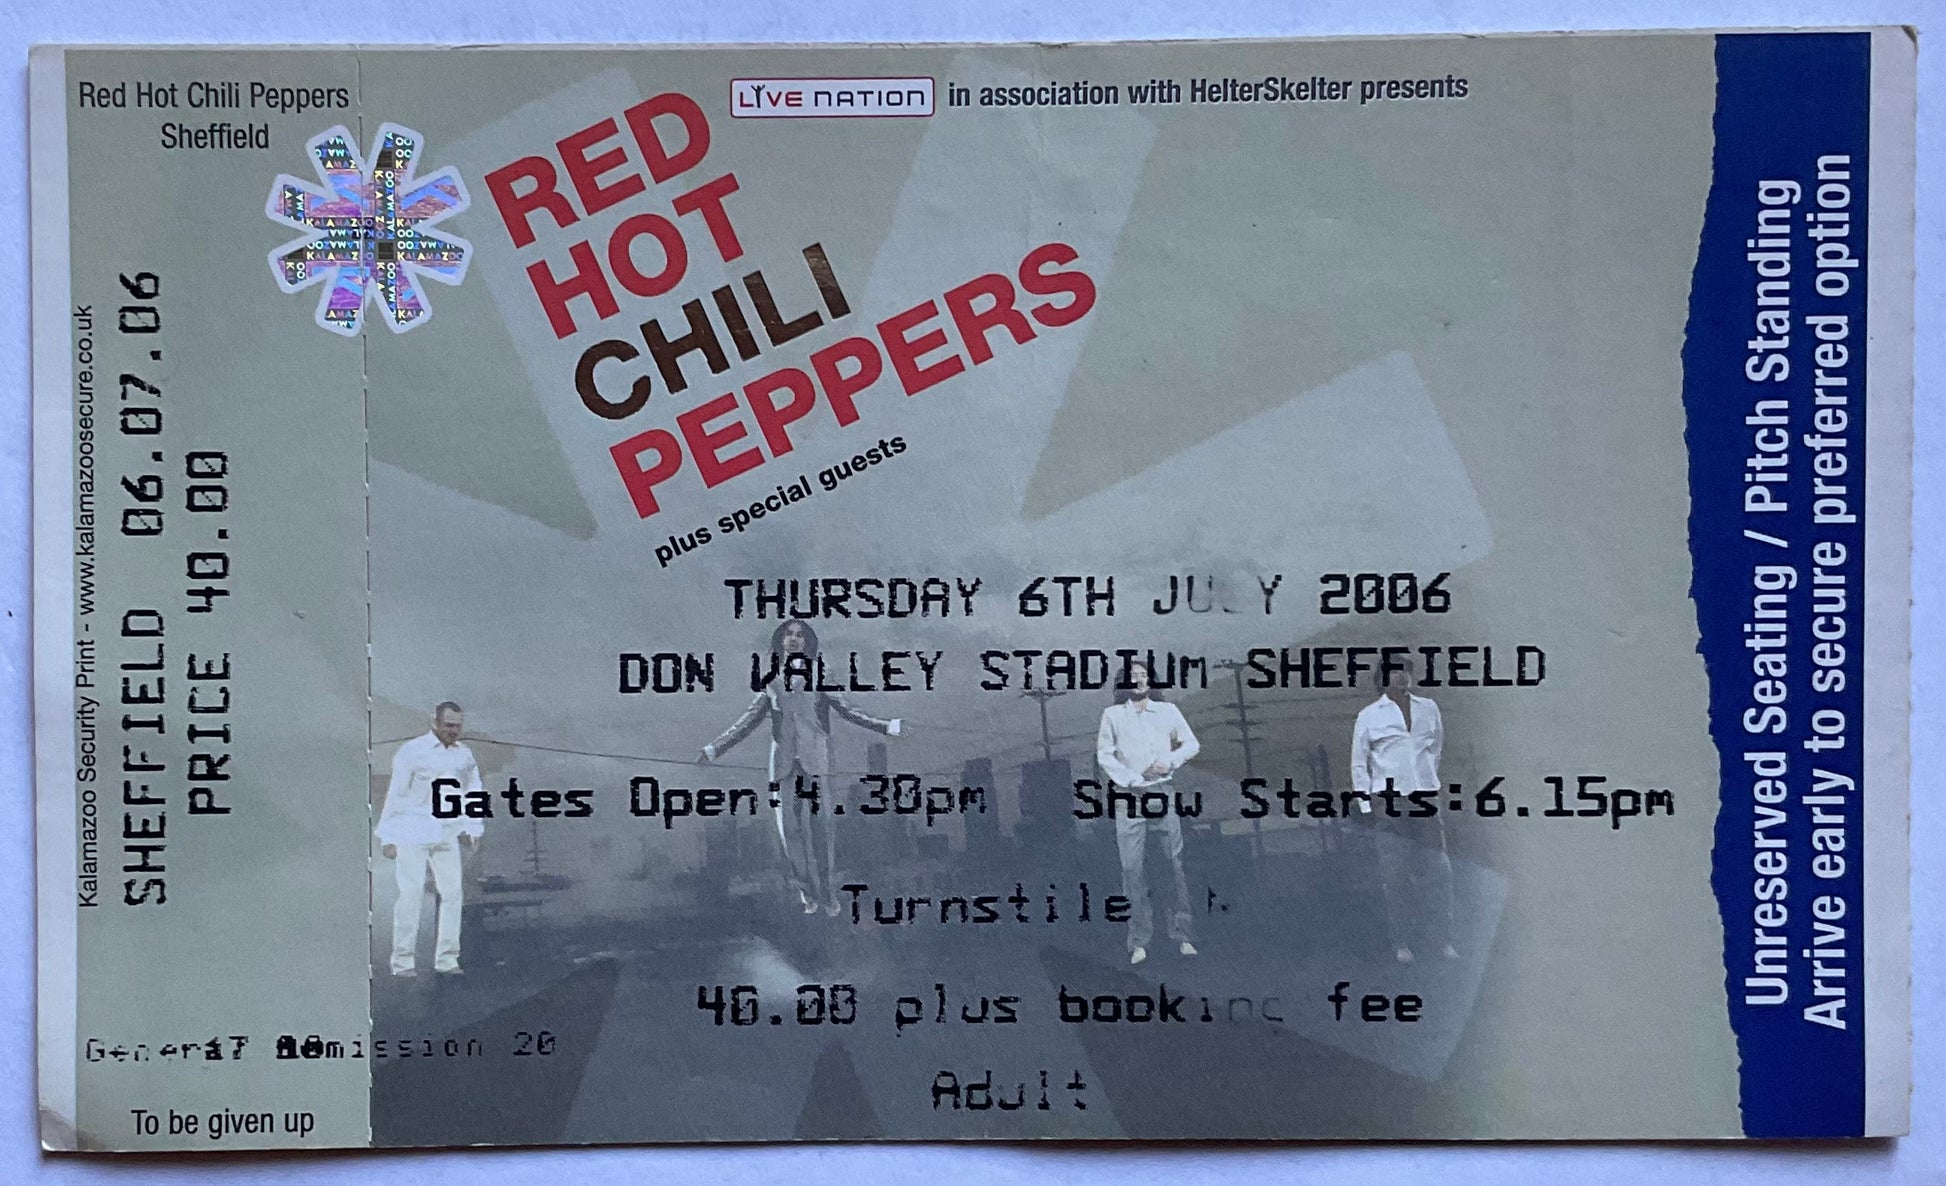 Red Hot Chili Peppers
Sheffield
Kalamazoo Security Print - www.kalamazoosecure.co.uk
SHEFFIELD 06.07.06
PRICE 40.00
To be given up
LIVE NATION in association with HelterSkelter presents
RED
HOT
CHILI
PEPPERS
plus special guests
THURSDAY 6TH JULY 2006
DON VALLEY STADIUM SHEFFIELD
Gates Open:4.30pm Show Starts:6.15pm
Turnstile
40.00 plus booking fee
Adult
Unreserved Seating / Pitch Standing
Arrive early to secure preferred option
KALAMAZOO